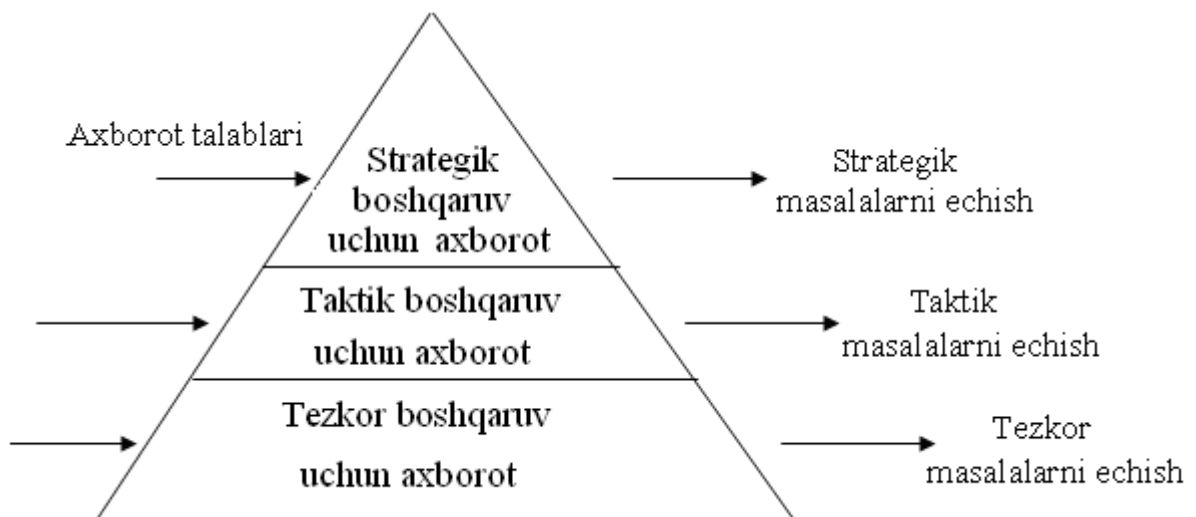 Axborot talablari
Strategik
boshqaruv
uchun axborot
Strategik
masalalarni echish
Taktik boshqaruv
uchun axborot
Taktik
masalalarni echish
Tezkor boshqaruv
uchun axborot
Tezkor
masalalarni echish